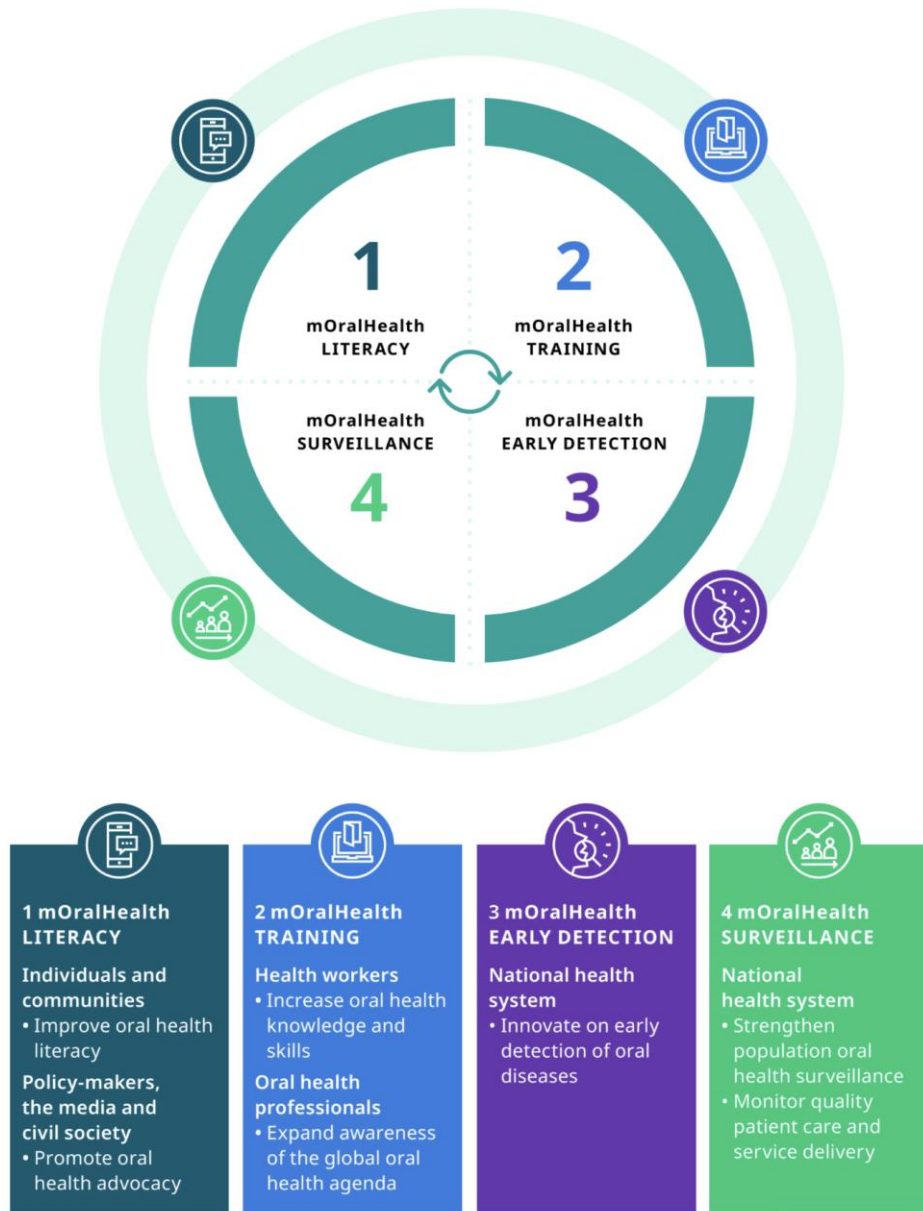 1
mOralHealth
LITERACY
2
mOralHealth
TRAINING
mOralHealth
SURVEILLANCE
4
mOralHealth
EARLY DETECTION
3
1 mOralHealth
LITERACY
Individuals and
communities
• Improve oral health
literacy
Policy-makers,
the media and
civil society
• Promote oral
health advocacy
2 mOralHealth
TRAINING
Health workers
• Increase oral health
knowledge and
skills
Oral health
professionals
• Expand awareness
of the global oral
health agenda
3 mOralHealth
EARLY DETECTION
National health
system
• Innovate on early
detection of oral
diseases
4 mOralHealth
SURVEILLANCE
National
health system
• Strengthen
population oral
health surveillance
• Monitor quality
patient care and
service delivery